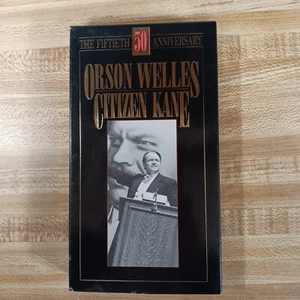 THE FIFTIETH 50 ANNIVERSARY
ORSON WELLES
CITIZEN KANE